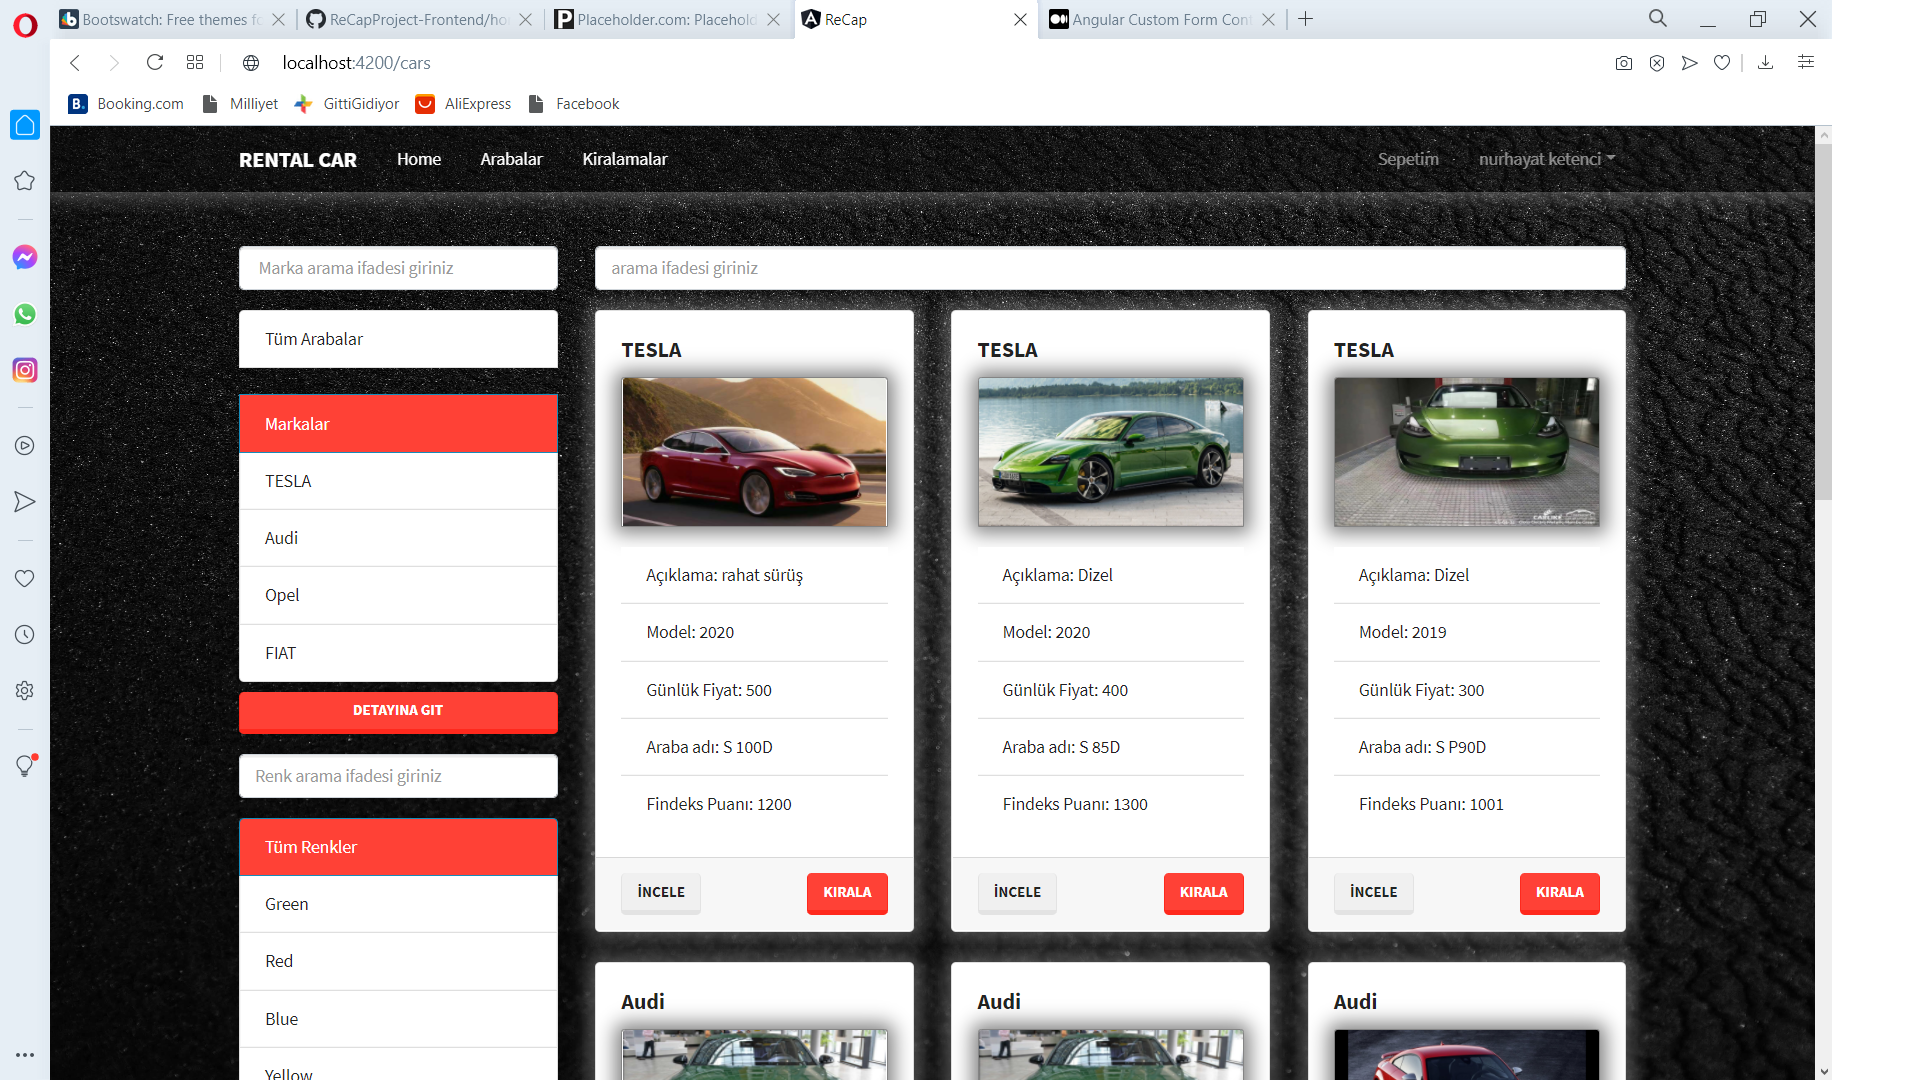 Bootswatch: Free themes fo
ReCapProject-Frontend/ho
Placeholder.com: Placehold
ReCap
Angular Custom Form Cont
localhost:4200/cars
Booking.com
Milliyet
GittiGidiyor
AliExpress
Facebook
RENTAL CAR
Home
Arabalar
Kiralamalar
Sepetim
nurhayat ketenci
Marka arama ifadesi giriniz
Tüm Arabalar
Markalar
TESLA
Audi
Opel
FIAT
DETAYINA GIT
Renk arama ifadesi giriniz
Tüm Renkler
Green
Red
Blue
Yellow
arama ifadesi giriniz
TESLA
Açıklama: rahat sürüş
Model: 2020
Günlük Fiyat: 500
Araba adı: S 100D
Findeks Puanı: 1200
İNCELE
KIRALA
TESLA
Açıklama: Dizel
Model: 2020
Günlük Fiyat: 400
Araba adı: S 85D
Findeks Puanı: 1300
İNCELE
KIRALA
TESLA
Açıklama: Dizel
Model: 2019
Günlük Fiyat: 300
Araba adı: S P90D
Findeks Puanı: 1001
İNCELE
KIRALA
Audi
Audi
Audi